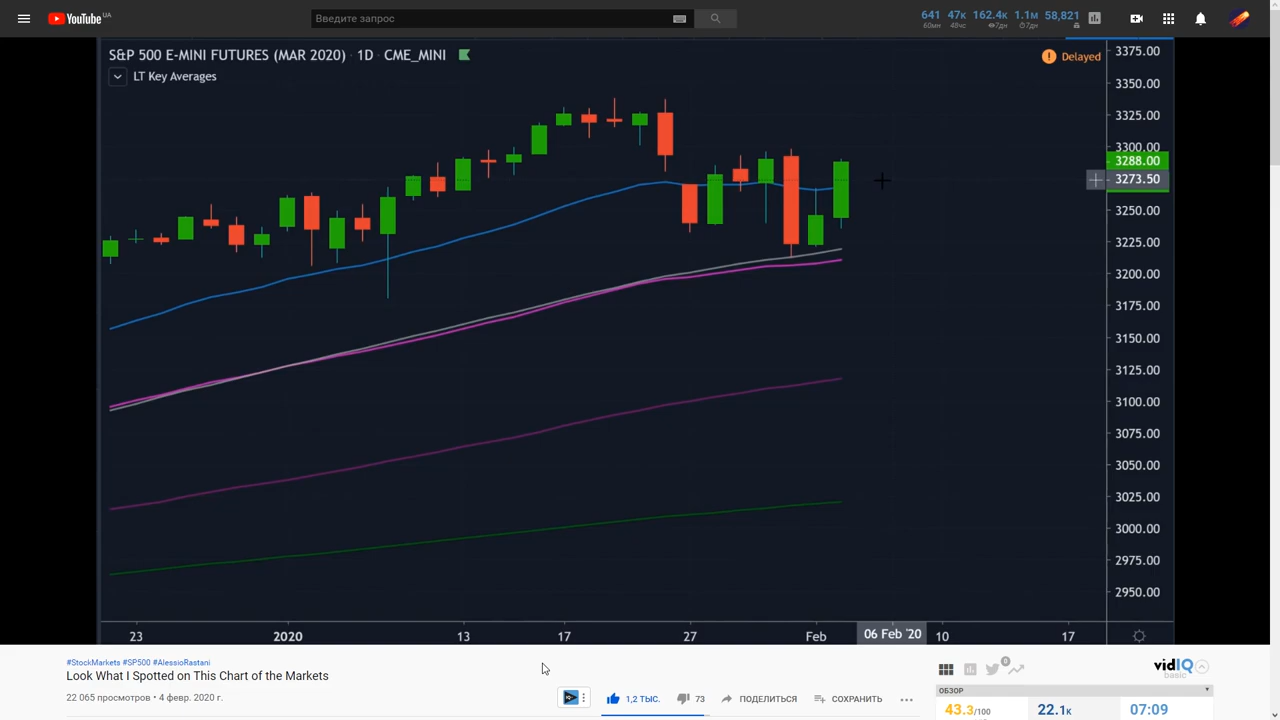 YouTube UA
Введите запрос
641 47к 162.4к 1.1м 58,821
60мн 48чс 7дн 7дн
S&P 500 E-MINI FUTURES (MAR 2020) · 1D · CME_MINI
LT Key Averages
Delayed
3375.00
3350.00
3325.00
3300.00
3288.00
3273.50
3250.00
3225.00
3200.00
3175.00
3150.00
3125.00
3100.00
3075.00
3050.00
3025.00
3000.00
2975.00
2950.00
23 2020 13 17 27 Feb 06 Feb '20 10 17
#StockMarkets #SP500 #AlessioRastani
Look What I Spotted on This Chart of the Markets
22 065 просмотров • 4 февр. 2020 г.
1,2 ТЫС. 73 ПОДЕЛИТЬСЯ СОХРАНИТЬ
0
vidIQ
basic
ОБЗОР
43.3/100 22.1к 07:09